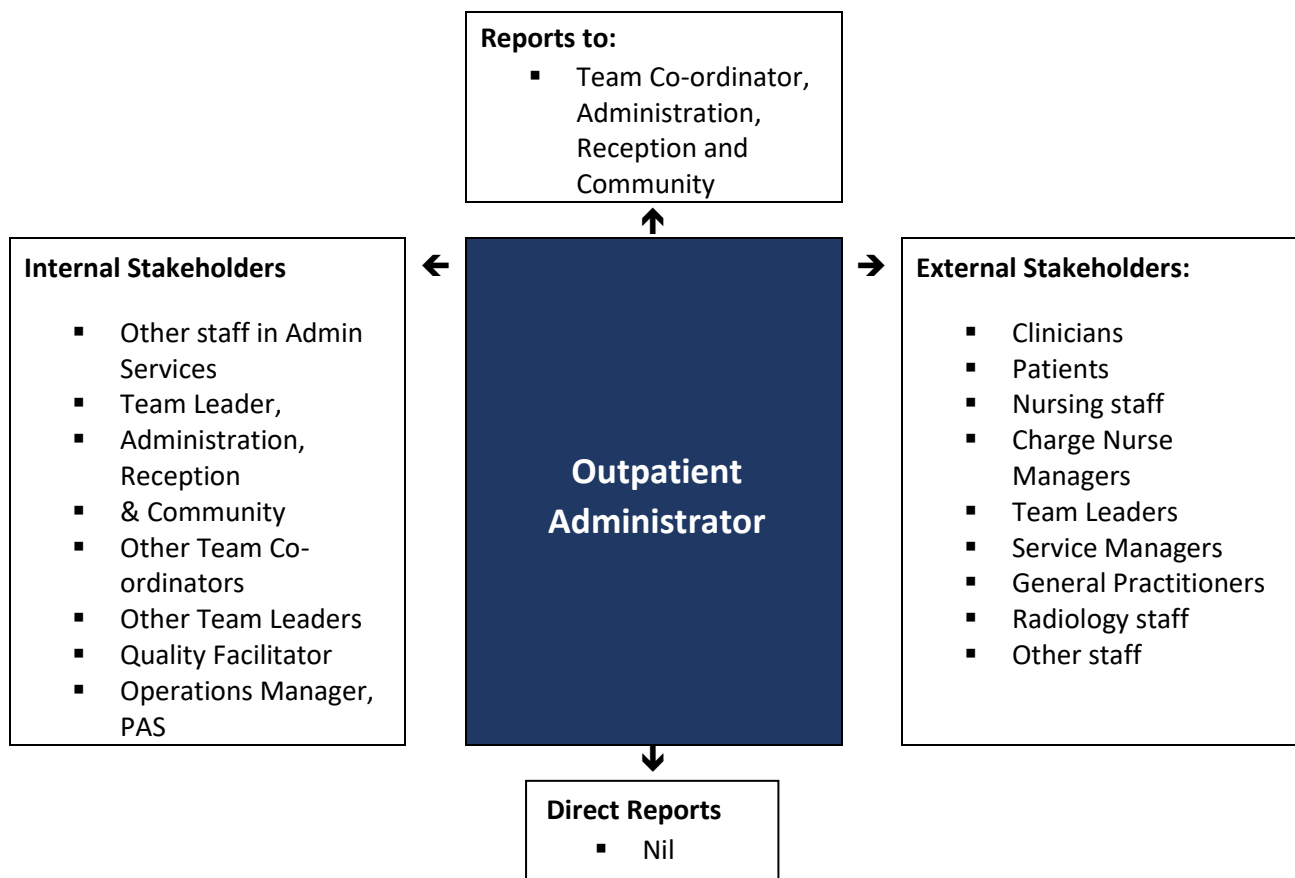 Reports to:
▪ Team Co-ordinator,
Administration,
Reception and
Community
Internal Stakeholders
▪ Other staff in Admin
Services
▪ Team Leader,
▪ Administration,
Reception
▪ & Community
▪ Other Team Co-
ordinators
▪ Other Team Leaders
▪ Quality Facilitator
▪ Operations Manager,
PAS
Outpatient
Administrator
External Stakeholders:
▪ Clinicians
▪ Patients
▪ Nursing staff
▪ Charge Nurse
Managers
▪ Team Leaders
▪ Service Managers
▪ General Practitioners
▪ Radiology staff
▪ Other staff
Direct Reports
▪ Nil